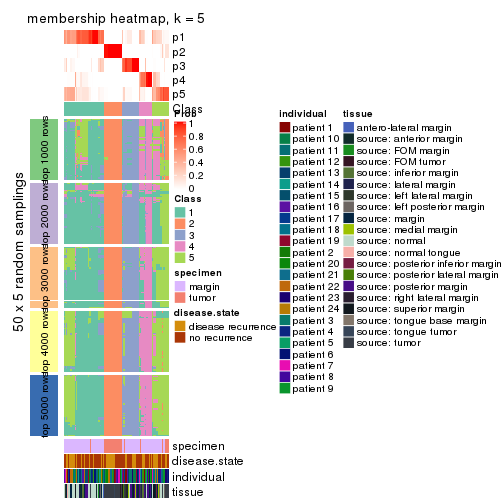 membership heatmap, k = 5
p1
p2
p3
p4
p5
Class
50 x 5 random samplings
top 1000 rows
top 2000 rows
top 3000 rows
top 4000 rows
top 5000 rows
specimen
disease.state
individual
tissue
Prob
1
0.8
0.6
0.4
0.2
0
Class
1
2
3
4
5
specimen
margin
tumor
disease.state
disease recurrence
no recurrence
individual
patient 1
patient 10
patient 11
patient 12
patient 13
patient 14
patient 15
patient 16
patient 17
patient 18
patient 19
patient 2
patient 20
patient 21
patient 22
patient 23
patient 24
patient 3
patient 4
patient 5
patient 6
patient 7
patient 8
patient 9
tissue
antero-lateral margin
source: anterior margin
source: FOM margin
source: FOM tumor
source: inferior margin
source: lateral margin
source: left lateral margin
source: left posterior margin
source: margin
source: medial margin
source: normal
source: normal tongue
source: posterior inferior margin
source: posterior lateral margin
source: posterior margin
source: right lateral margin
source: superior margin
source: tongue base margin
source: tongue tumor
source: tumor